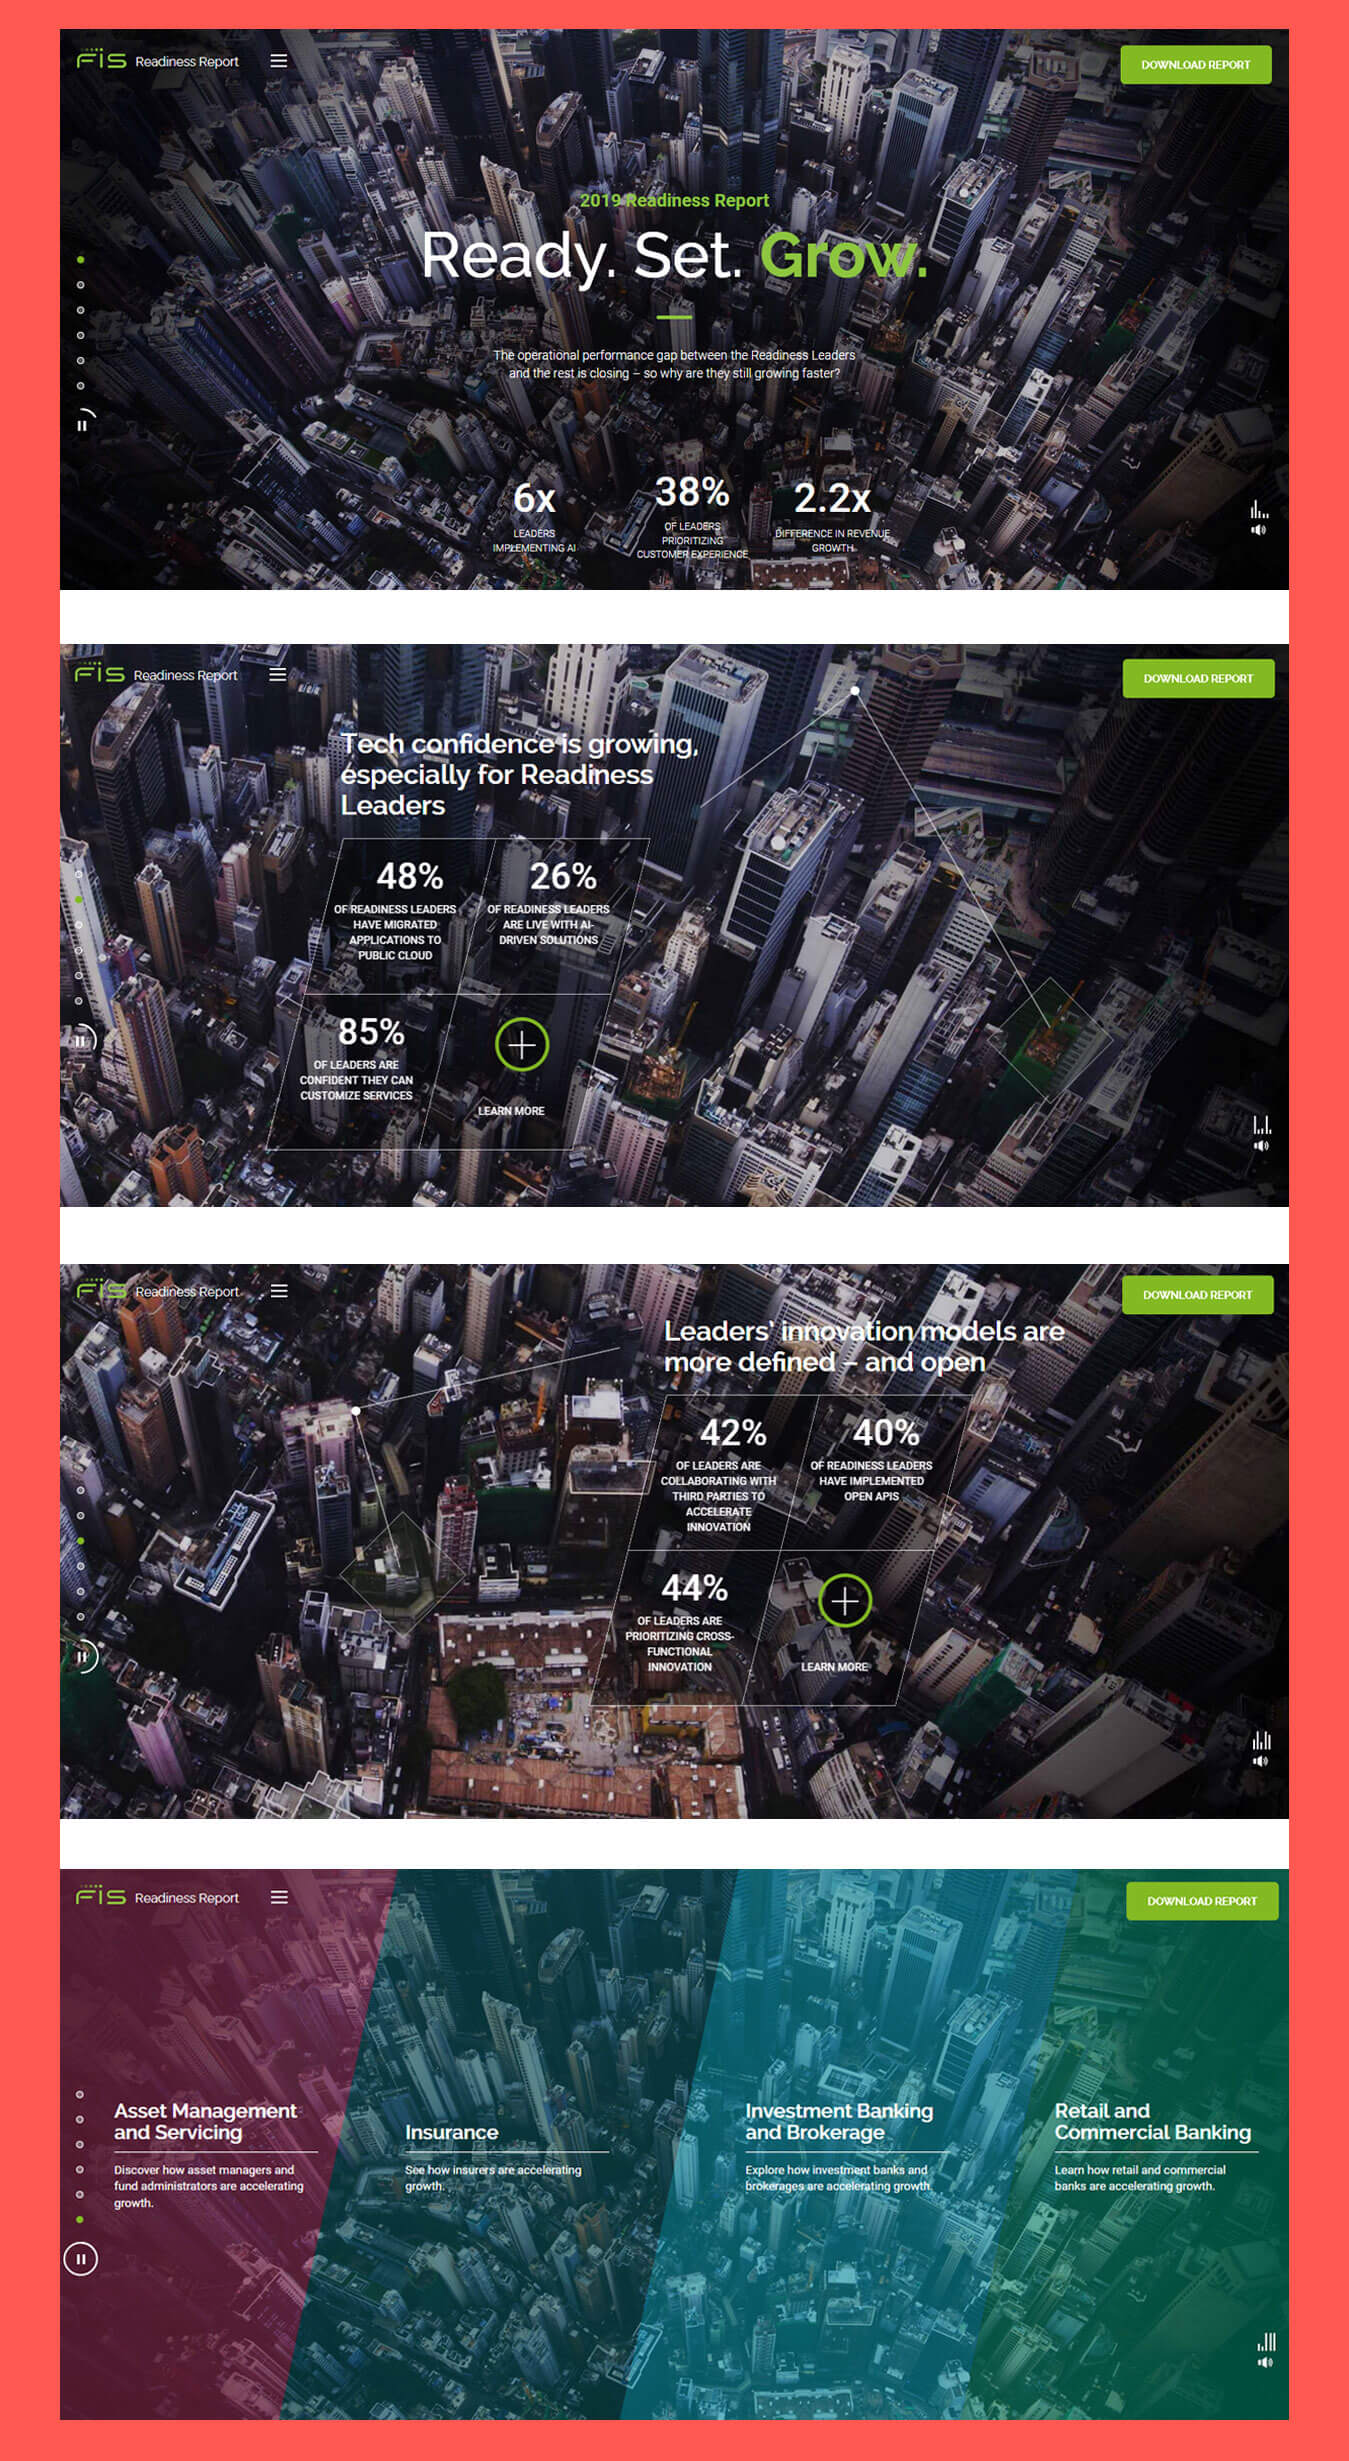 FIS Readiness Report
DOWNLOAD REPORT
2019 Readiness Report
Ready. Set. Grow.
The operational performance gap between the Readiness Leaders
and the rest is closing – so why are they still growing faster?
6x
LEADERS
IMPLEMENTING AI
38%
OF LEADERS
PRIORITIZING
CUSTOMER EXPERIENCE
2.2x
DIFFERENCE IN REVENUE
GROWTH
FIS Readiness Report
DOWNLOAD REPORT
Tech confidence is growing,
especially for Readiness
Leaders
48%
OF READINESS LEADERS
HAVE MIGRATED
APPLICATIONS TO
PUBLIC CLOUD
26%
OF READINESS LEADERS
ARE LIVE WITH AI-
DRIVEN SOLUTIONS
85%
OF LEADERS ARE
CONFIDENT THEY CAN
CUSTOMIZE SERVICES
LEARN MORE
FIS Readiness Report
DOWNLOAD REPORT
Leaders' innovation models are
more defined – and open
42%
OF LEADERS ARE
COLLABORATING WITH
THIRD PARTIES TO
ACCELERATE
INNOVATION
40%
OF READINESS LEADERS
HAVE IMPLEMENTED
OPEN APIS
44%
OF LEADERS ARE
PRIORITIZING CROSS-
FUNCTIONAL
INNOVATION
LEARN MORE
FIS Readiness Report
DOWNLOAD REPORT
Asset Management
and Servicing
Discover how asset managers and
fund administrators are accelerating
growth.
Insurance
See how insurers are accelerating
growth.
Investment Banking
and Brokerage
Explore how investment banks and
brokerages are accelerating growth.
Retail and
Commercial Banking
Learn how retail and commercial
banks are accelerating growth.